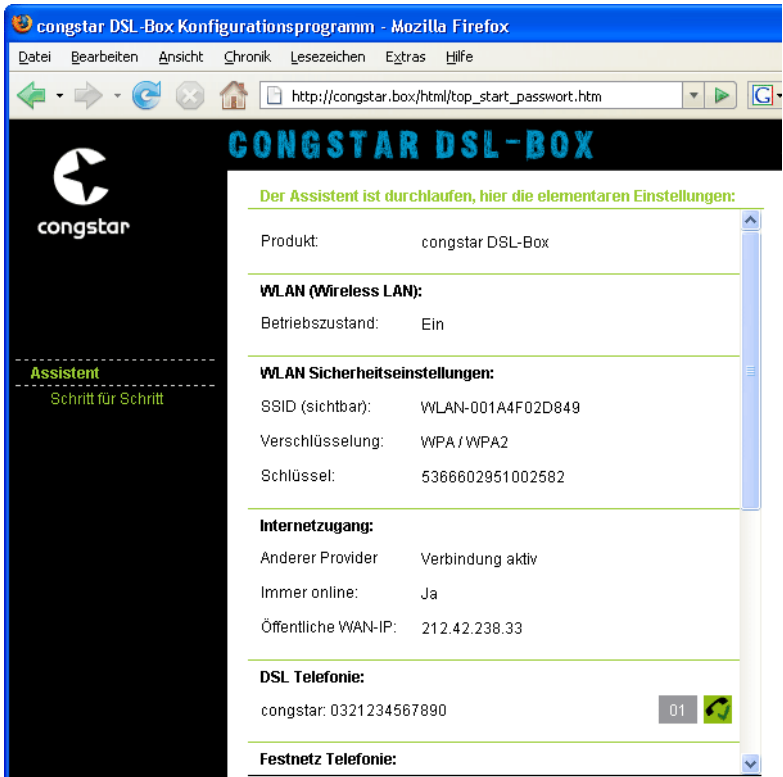 congstar DSL-Box Konfigurationsprogramm - Mozilla Firefox
Datei Bearbeiten Ansicht Chronik Lesezeichen Extras Hilfe
http://congstar.box/html/top_start_passwort.htm
G
CONGSTAR DSL-BOX
congstar
Assistent
Schritt für Schritt
Der Assistent ist durchlaufen, hier die elementaren Einstellungen:
Produkt: congstar DSL-Box
WLAN (Wireless LAN):
Betriebszustand: Ein
WLAN Sicherheitseinstellungen:
SSID (sichtbar): WLAN-001A4F02D849
Verschlüsselung: WPA / WPA2
Schlüssel: 5366602951002582
Internetzugang:
Anderer Provider Verbindung aktiv
Immer online: Ja
Öffentliche WAN-IP: 212.42.238.33
DSL Telefonie:
congstar: 0321234567890 01
Festnetz Telefonie: